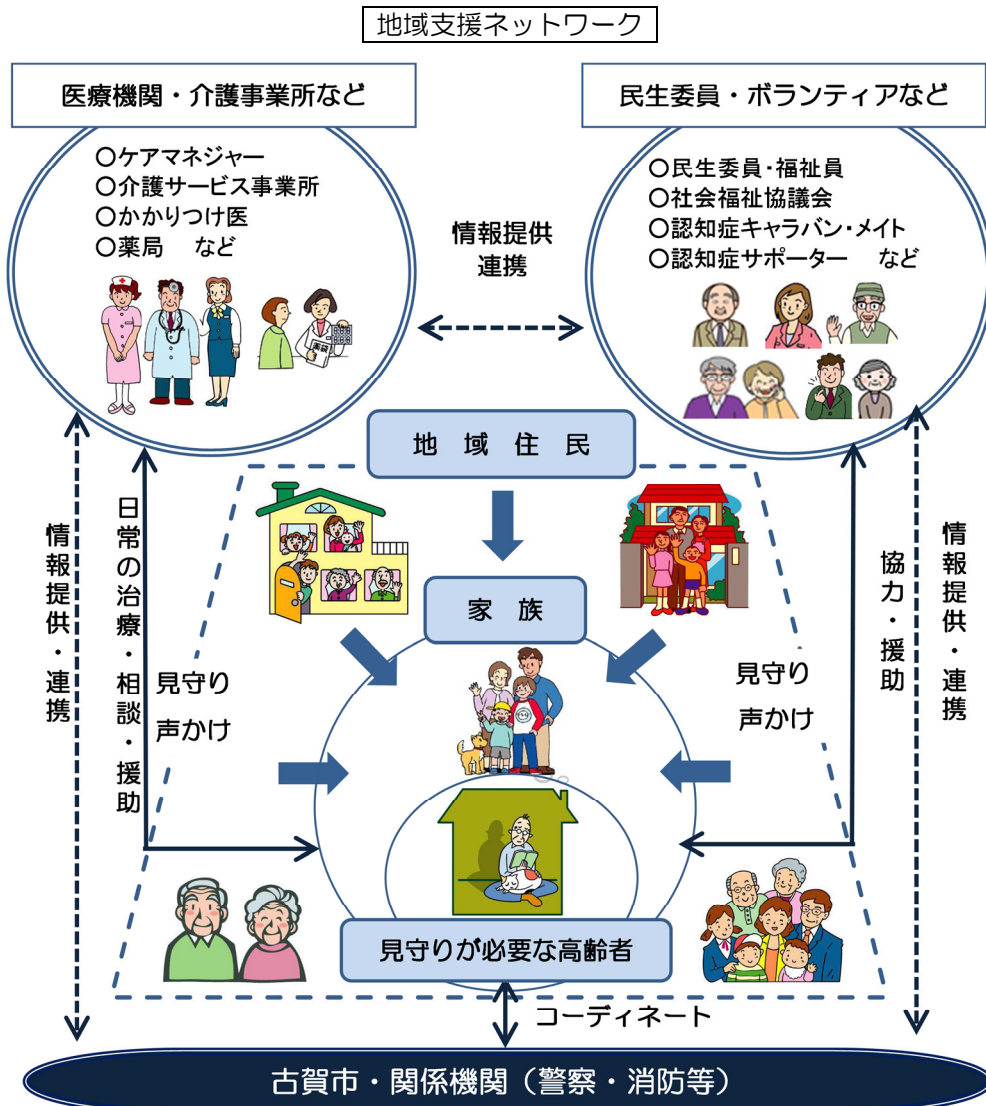 地域支援ネットワーク
医療機関・介護事業所など
民生委員・ボランティアなど
○ケアマネジャー
○介護サービス事業所
○かかりつけ医
○薬局 など
○民生委員・福祉員
○社会福祉協議会
○認知症キャラバン・メイト
○認知症サポーター など
情報提供
連携
薬袋
地域住民
家族
情報提供・連携
日常の治療・相談・援助
見守り
声かけ
見守り
声かけ
協力・援助
情報提供・連携
見守りが必要な高齢者
コーディネート
古賀市・関係機関（警察・消防等）